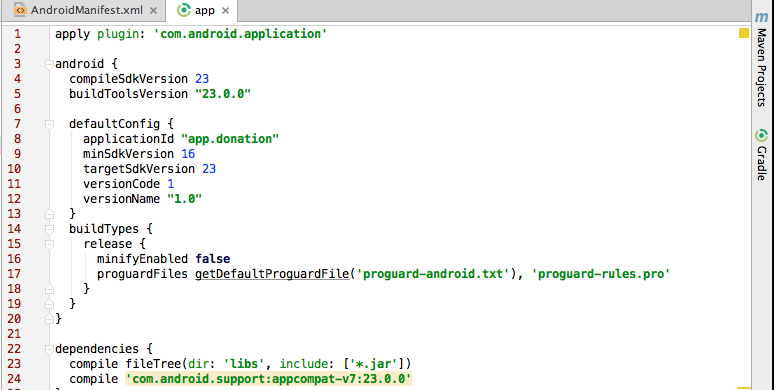 AndroidManifest.xml × app ×
1 apply plugin: 'com.android.application'
2
3 android {
4 compileSdkVersion 23
5 buildToolsVersion "23.0.0"
6
7 defaultConfig {
8 applicationId "app.donation"
9 minSdkVersion 16
10 targetSdkVersion 23
11 versionCode 1
12 versionName "1.0"
13 }
14 buildTypes {
15 release {
16 minifyEnabled false
17 proguardFiles getDefaultProguardFile('proguard-android.txt'), 'proguard-rules.pro'
18 }
19 }
20 }
21
22 dependencies {
23 compile fileTree(dir: 'libs', include: ['*.jar'])
24 compile 'com.android.support:appcompat-v7:23.0.0'
m Maven Projects
Gradle